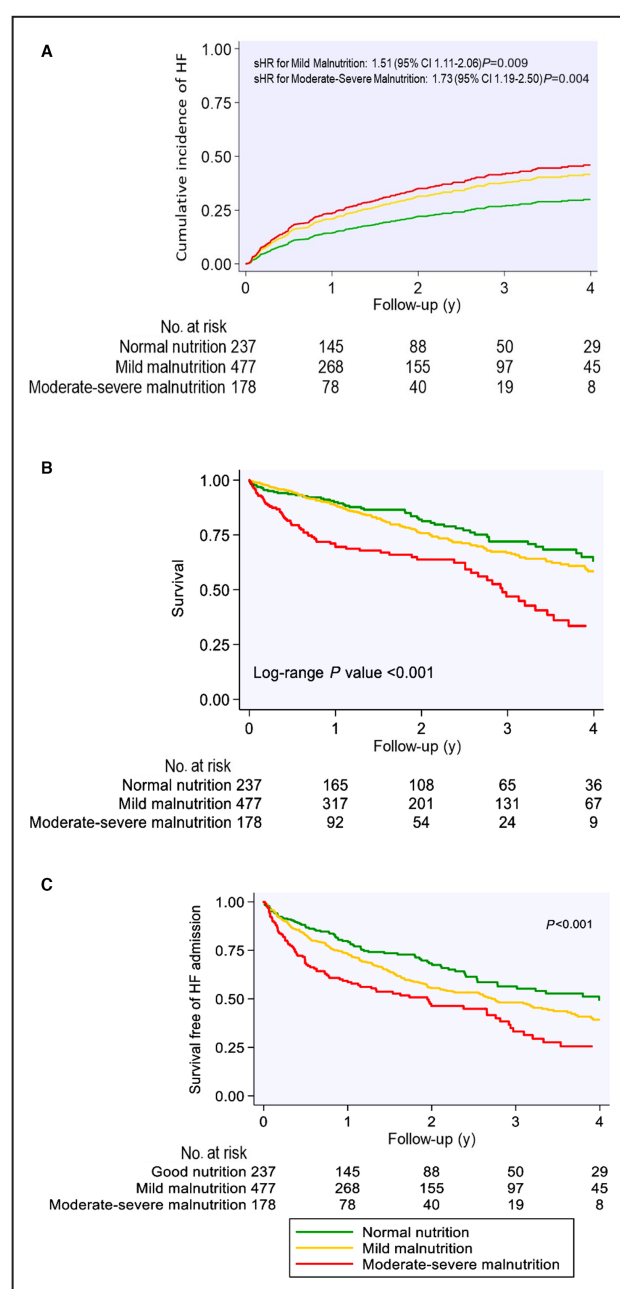 A
sHR for Mild Malnutrition: 1.51 (95% CI 1.11-2.06) P=0.009
sHR for Moderate-Severe Malnutrition: 1.73 (95% CI 1.19-2.50) P=0.004
Cumulative incidence of HF
1.00
0.75
0.50
0.25
0.00
0 1 2 3 4
Follow-up (y)
No. at risk
Normal nutrition 237 145 88 50 29
Mild malnutrition 477 268 155 97 45
Moderate-severe malnutrition 178 78 40 19 8
B
Survival
1.00
0.75
0.50
0.25
0.00
Log-range P value <0.001
0 1 2 3 4
Follow-up (y)
No. at risk
Normal nutrition 237 165 108 65 36
Mild malnutrition 477 317 201 131 67
Moderate-severe malnutrition 178 92 54 24 9
C
Survival free of HF admission
1.00
0.75
0.50
0.25
0.00
P<0.001
0 1 2 3 4
Follow-up (y)
No. at risk
Good nutrition 237 145 88 50 29
Mild malnutrition 477 268 155 97 45
Moderate-severe malnutrition 178 78 40 19 8
Normal nutrition
Mild malnutrition
Moderate-severe malnutrition